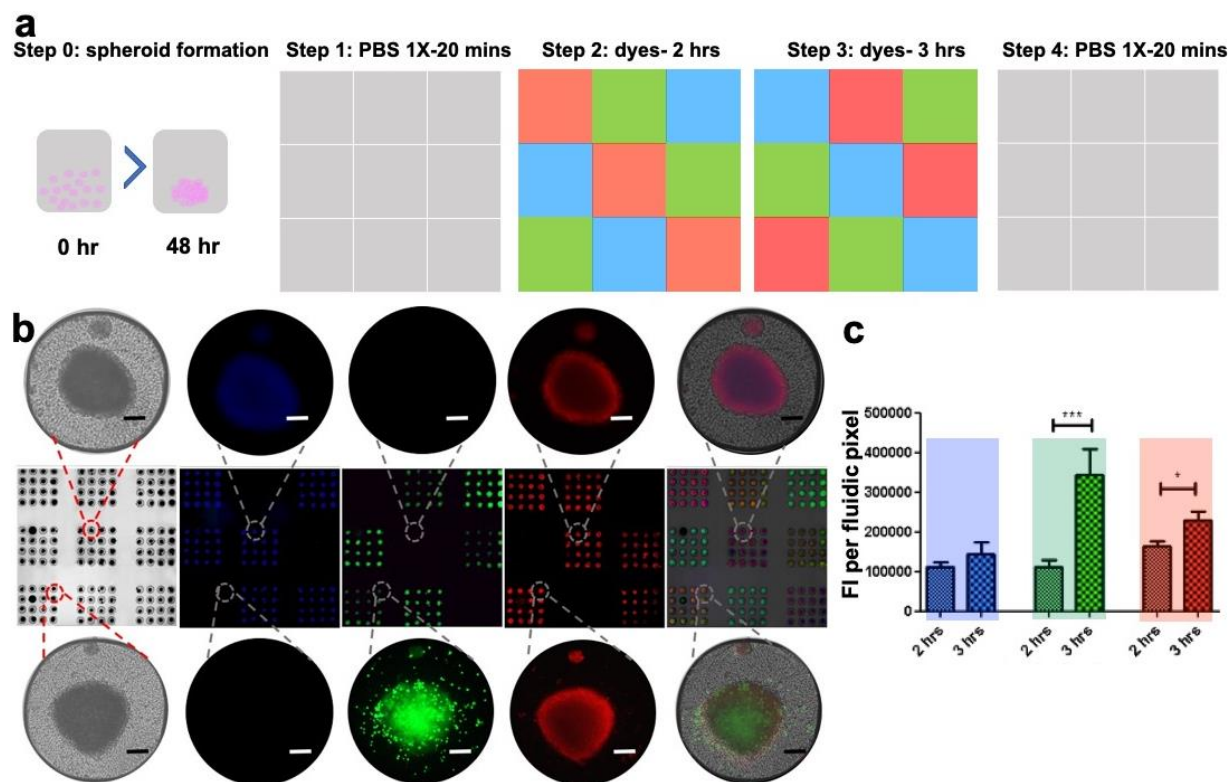 a
Step 0: spheroid formation
Step 1: PBS 1X-20 mins
Step 2: dyes- 2 hrs
Step 3: dyes- 3 hrs
Step 4: PBS 1X-20 mins
0 hr
48 hr
b
c
FI per fluidic pixel
500000
400000
300000
200000
100000
0
***
*
2 hrs
3 hrs
2 hrs
3 hrs
2 hrs
3 hrs